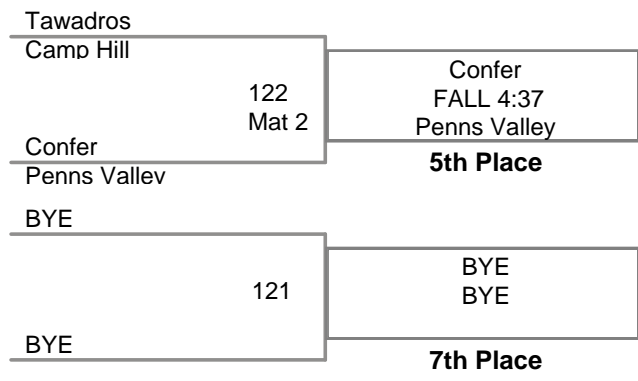 Tawadros
Camp Hill
122
Mat 2
Confer
Penns Valley
Confer
FALL 4:37
Penns Valley
5th Place
BYE
121
BYE
BYE
BYE
7th Place